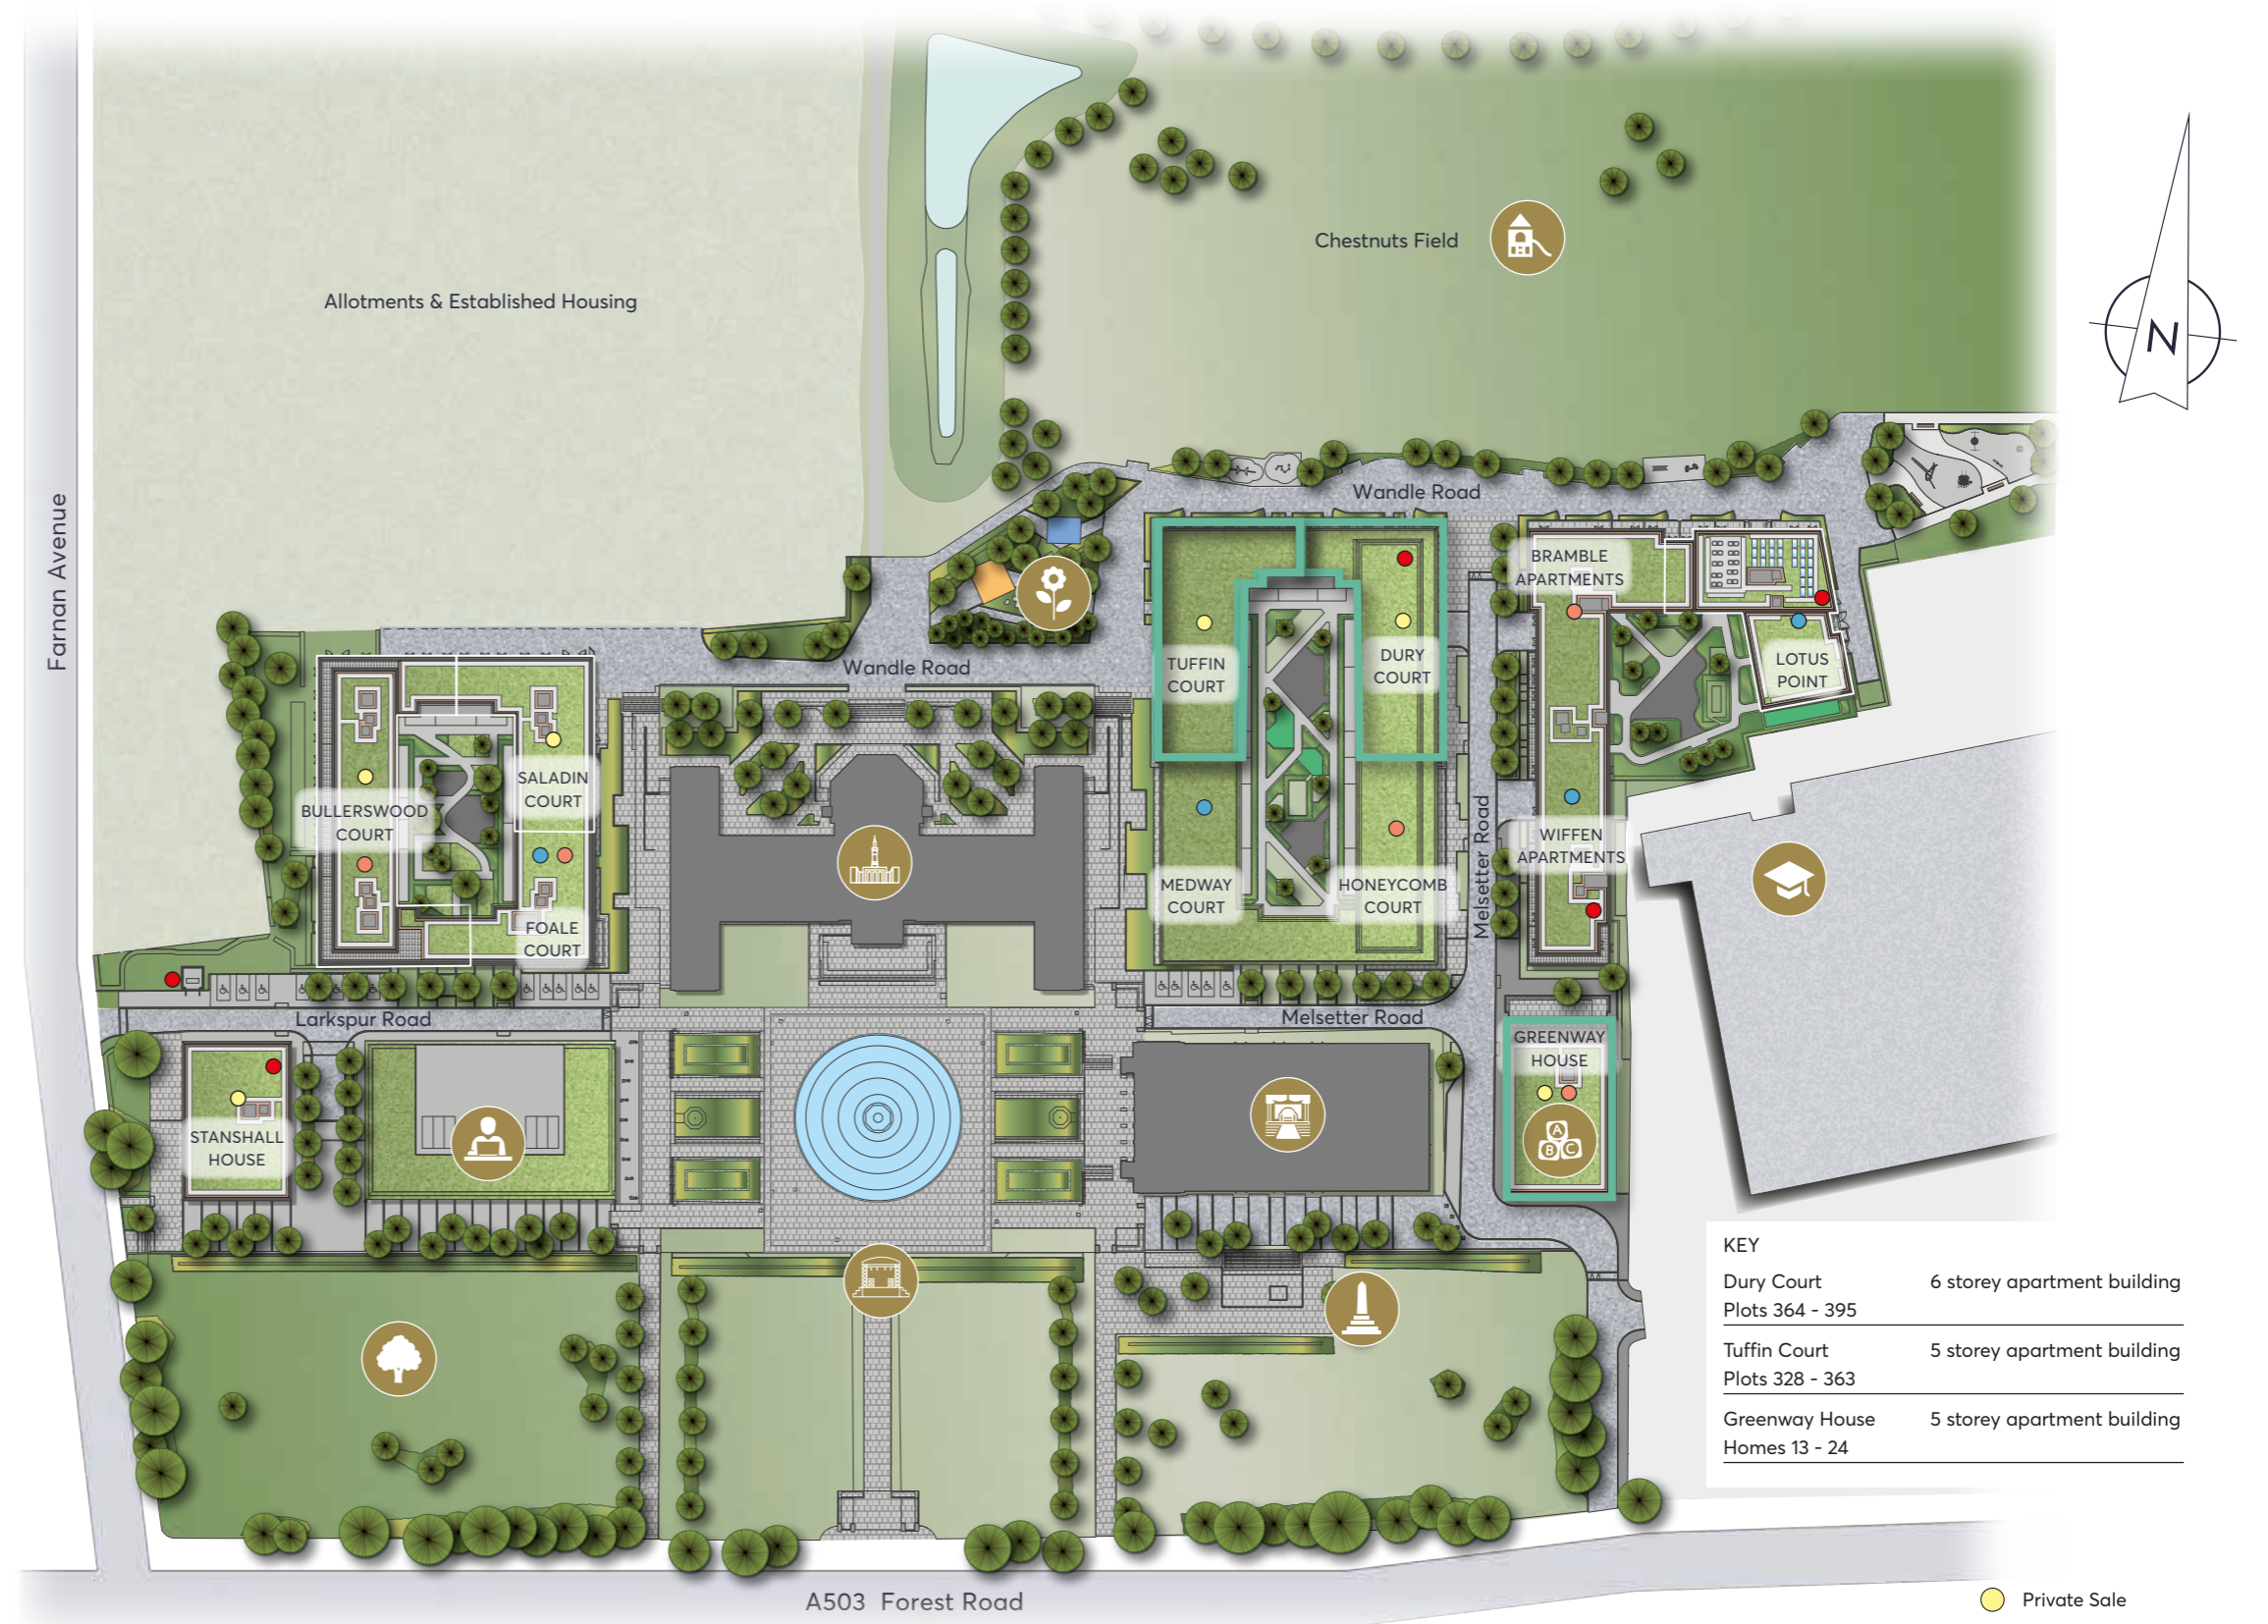 Chestnuts Field
Allotments & Established Housing
N
Farnan Avenue
Wandle Road
BRAMBLE
APARTMENTS
TUFFIN
COURT
DURY
COURT
LOTUS
POINT
Wandle Road
SALADIN
COURT
BULLERSWOOD
COURT
MEDWAY
COURT
HONEYCOMB
COURT
Melsetter Road
WIFFEN
APARTMENTS
FOALE
COURT
Larkspur Road
Melsetter Road
GREENWAY
HOUSE
STANSHALL
HOUSE
A
B C
KEY
Dury Court 6 storey apartment building
Plots 364 - 395
Tuffin Court 5 storey apartment building
Plots 328 - 363
Greenway House 5 storey apartment building
Homes 13 - 24
A503 Forest Road
Private Sale